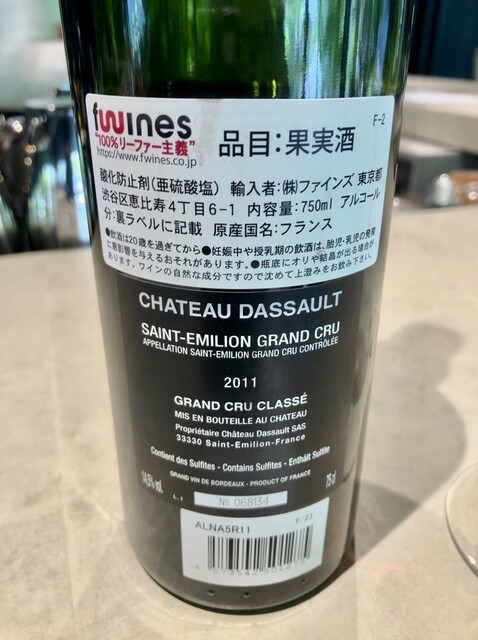 fwines
"100%リーファー主義"
https://www.fwines.co.jp
品目:果実酒
F-2
酸化防止剤(亜硫酸塩) 輸入者:(株)ファインズ 東京都
渋谷区恵比寿4丁目6-1 内容量:750ml アルコール
分:裏ラベルに記載 原産国名:フランス
●飲酒は20歳を過ぎてから●妊娠中や授乳期の飲酒は、胎児・乳児の発育
に悪影響を与えるおそれがあります。●瓶底にオリや結晶が出る場合が
あります。ワインの自然な成分ですので沈めて上澄みをお飲み下さい。
CHATEAU DASSAULT
SAINT-EMILION GRAND CRU
APPELLATION SAINT-EMILION GRAND CRU CONTRÔLÉE
2011
GRAND CRU CLASSÉ
MIS EN BOUTEILLE AU CHATEAU
Propriétaire Château Dassault SAS
33330 Saint-Emilion-France
Contient des Sulfites - Contains Sulfites - Enthält Sulfite
GRAND VIN DE BORDEAUX - PRODUCT OF FRANCE
14,5% vol.
75 cl
L.1
№ 068134
ALNA5R11
F/23